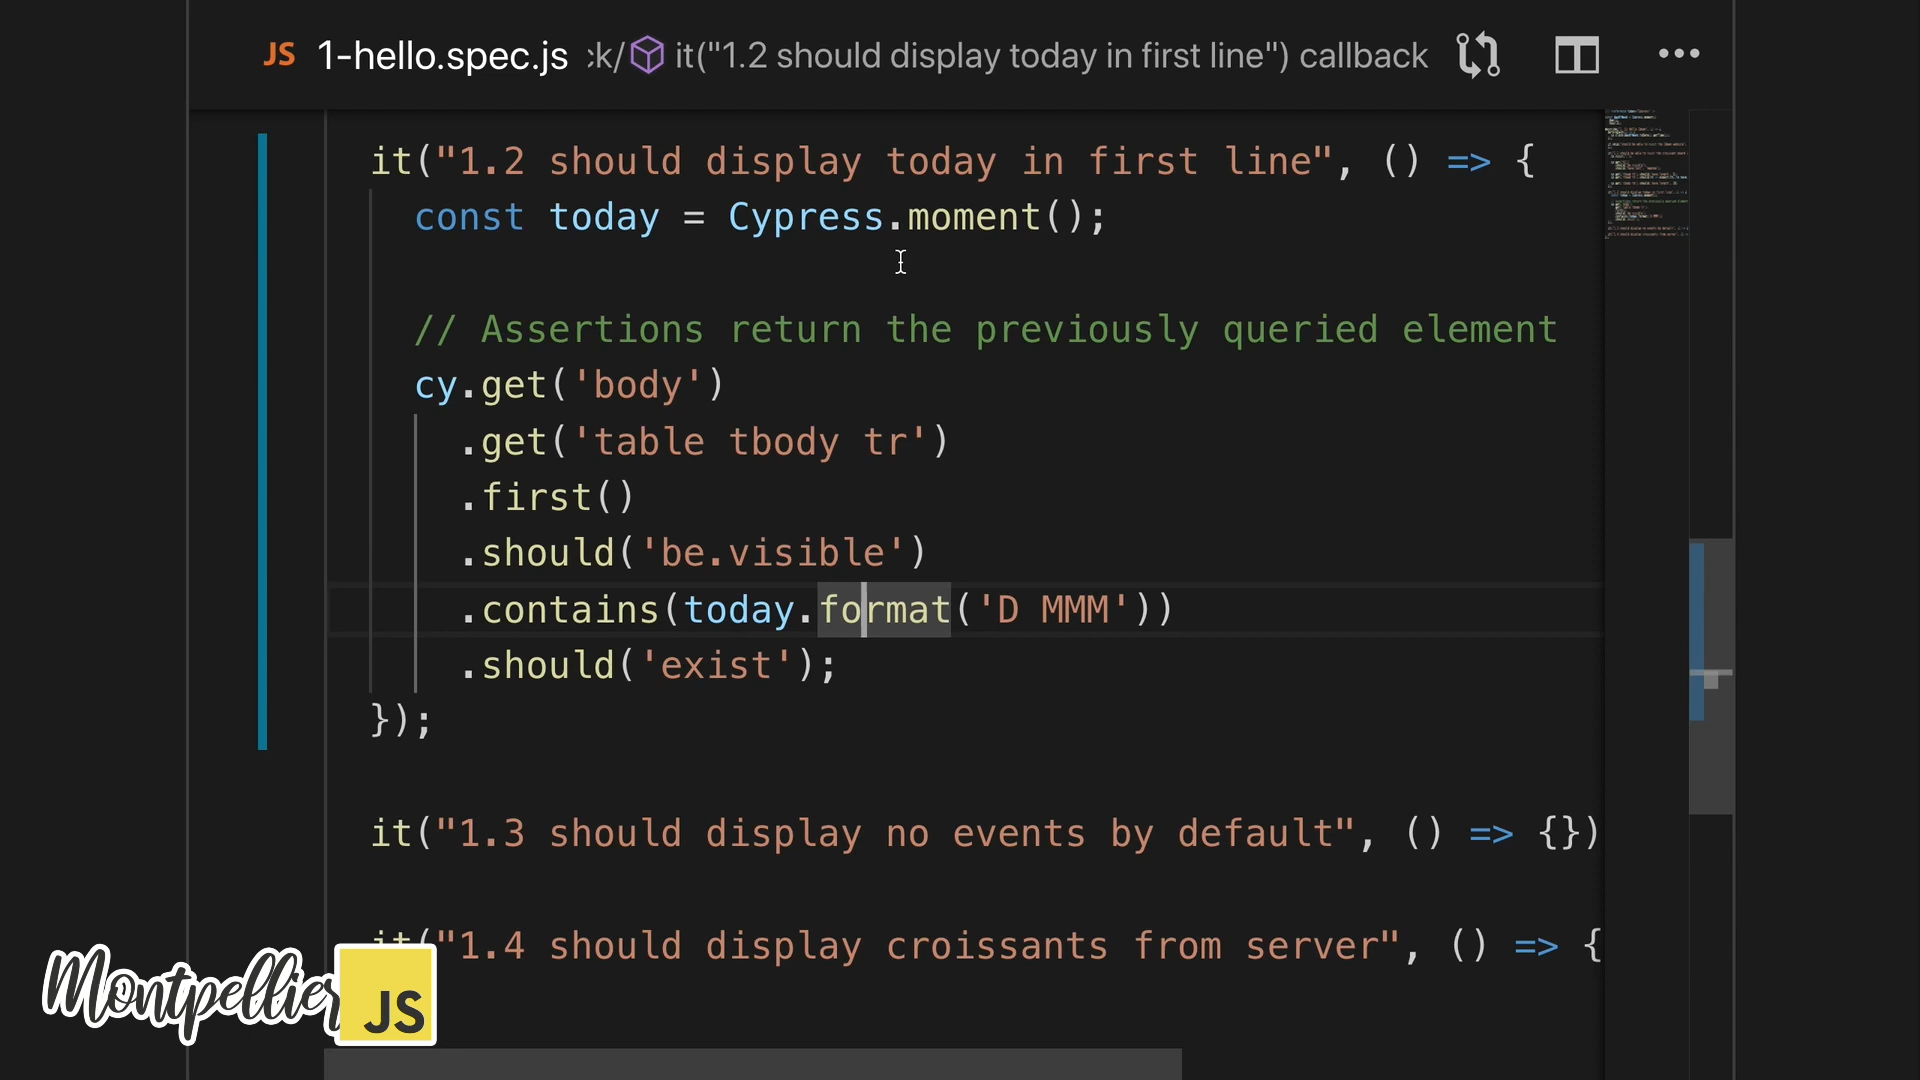 JS 1-hello.spec.js :k/ it("1.2 should display today in first line") callback
it("1.2 should display today in first line", () => {
const today = Cypress.moment();
// Assertions return the previously queried element
cy.get('body')
.get('table tbody tr')
.first()
.should('be.visible')
.contains(today.format('D MMM'))
.should('exist');
});
it("1.3 should display no events by default", () => {})
it("1.4 should display croissants from server", () => {
Montpellier JS